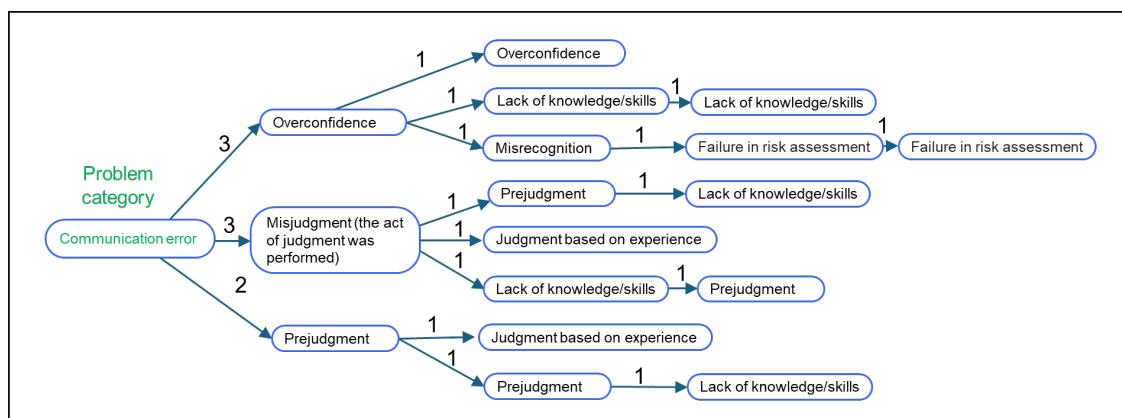 1
Overconfidence
1
Lack of knowledge/skills
1
Lack of knowledge/skills
Overconfidence
1
Misrecognition
1
Failure in risk assessment
1
Failure in risk assessment
3
Problem
category
Communication error
3
Misjudgment (the act
of judgment was
performed)
1
Prejudgment
1
Lack of knowledge/skills
1
Judgment based on experience
1
Lack of knowledge/skills
1
Prejudgment
2
Prejudgment
1
Judgment based on experience
1
Prejudgment
1
Lack of knowledge/skills